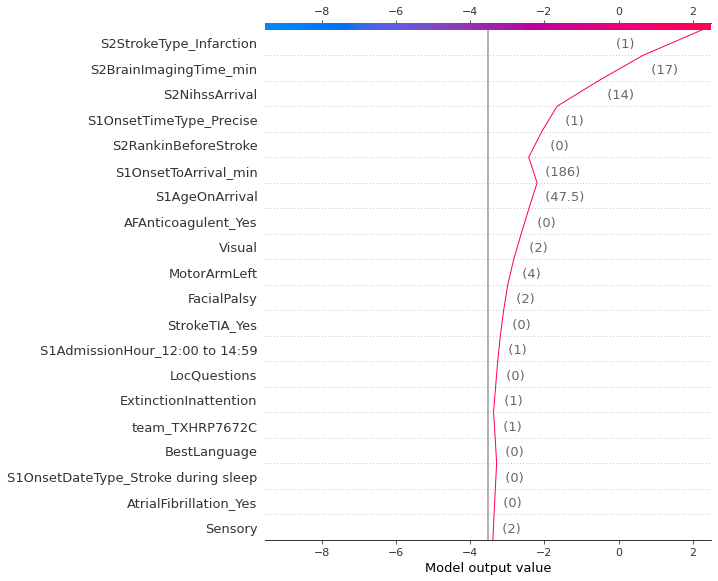 −8 −6 −4 −2 0 2
S2StrokeType_Infarction (1)
S2BrainImagingTime_min (17)
S2NihssArrival (14)
S1OnsetTimeType_Precise (1)
S2RankinBeforeStroke (0)
S1OnsetToArrival_min (186)
S1AgeOnArrival (47.5)
AFAnticoagulent_Yes (0)
Visual (2)
MotorArmLeft (4)
FacialPalsy (2)
StrokeTIA_Yes (0)
S1AdmissionHour_12:00 to 14:59 (1)
LocQuestions (0)
ExtinctionInattention (1)
team_TXHRP7672C (1)
BestLanguage (0)
S1OnsetDateType_Stroke during sleep (0)
AtrialFibrillation_Yes (0)
Sensory (2)
−8 −6 −4 −2 0 2
Model output value